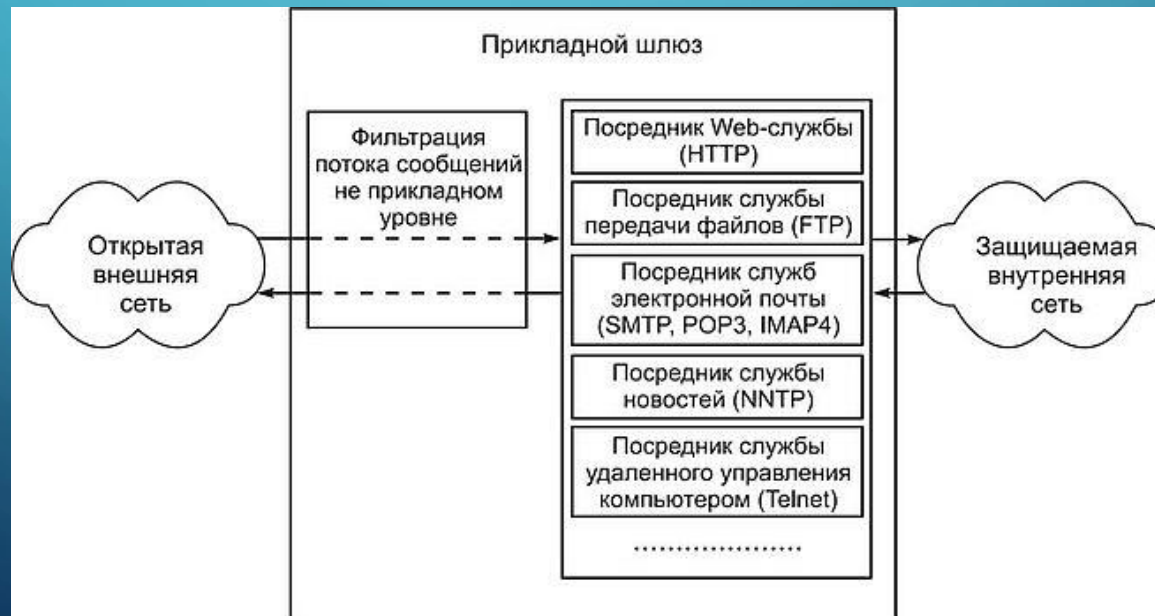 Прикладной шлюз
Фильтрация
потока сообщений
не прикладном
уровне
Открытая
внешняя
сеть
Посредник Web-службы
(HTTP)
Посредник службы
передачи файлов (FTP)
Посредник служб
электронной почты
(SMTP, POP3, IMAP4)
Посредник службы
новостей (NNTP)
Посредник службы
удаленного управления
компьютером (Telnet)
.....................
Защищаемая
внутренняя
сеть